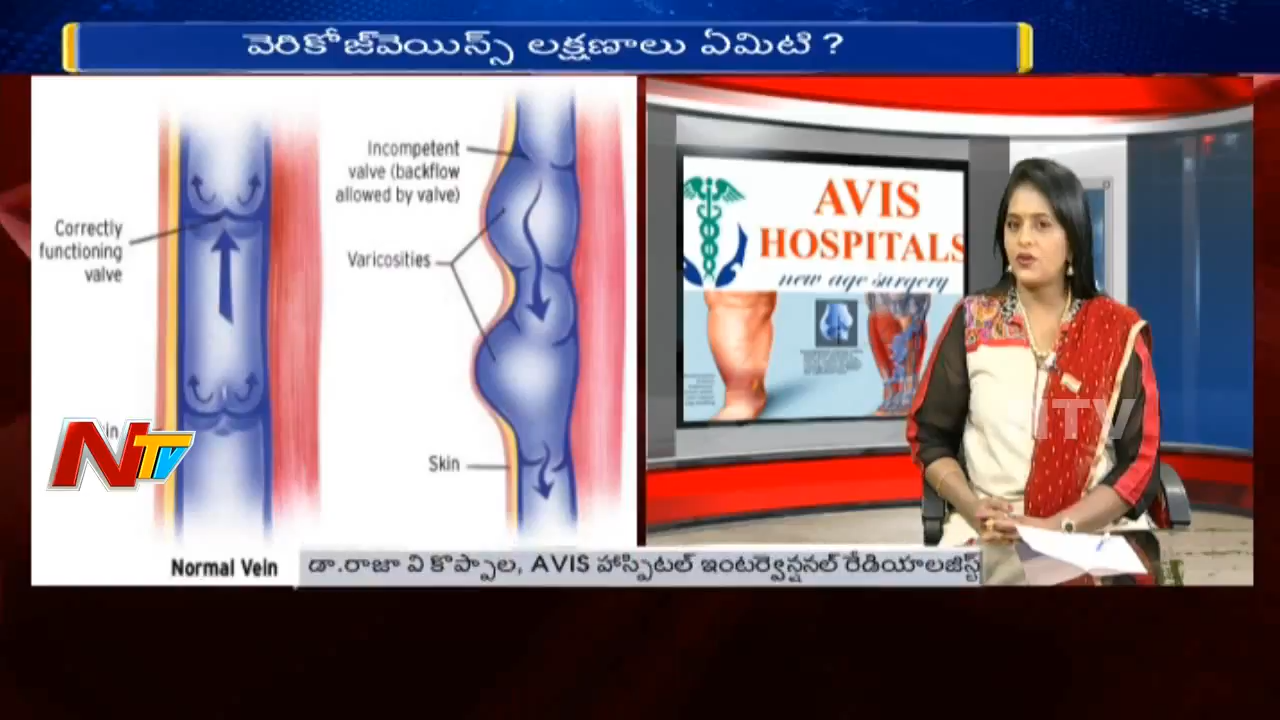 వెరికోజ్‌వెయిన్స్ లక్షణాలు ఏమిటి ?
Correctly
functioning
valve
Incompetent
valve (backflow
allowed by valve)
Varicosities
Skin
Normal Vein
NTV
AVIS
HOSPITALS
new age surgery
NTV
డా.రాజా వి కొప్పాల, AVIS హాస్పిటల్ ఇంటర్వెన్షనల్ రేడియాలజిస్ట్